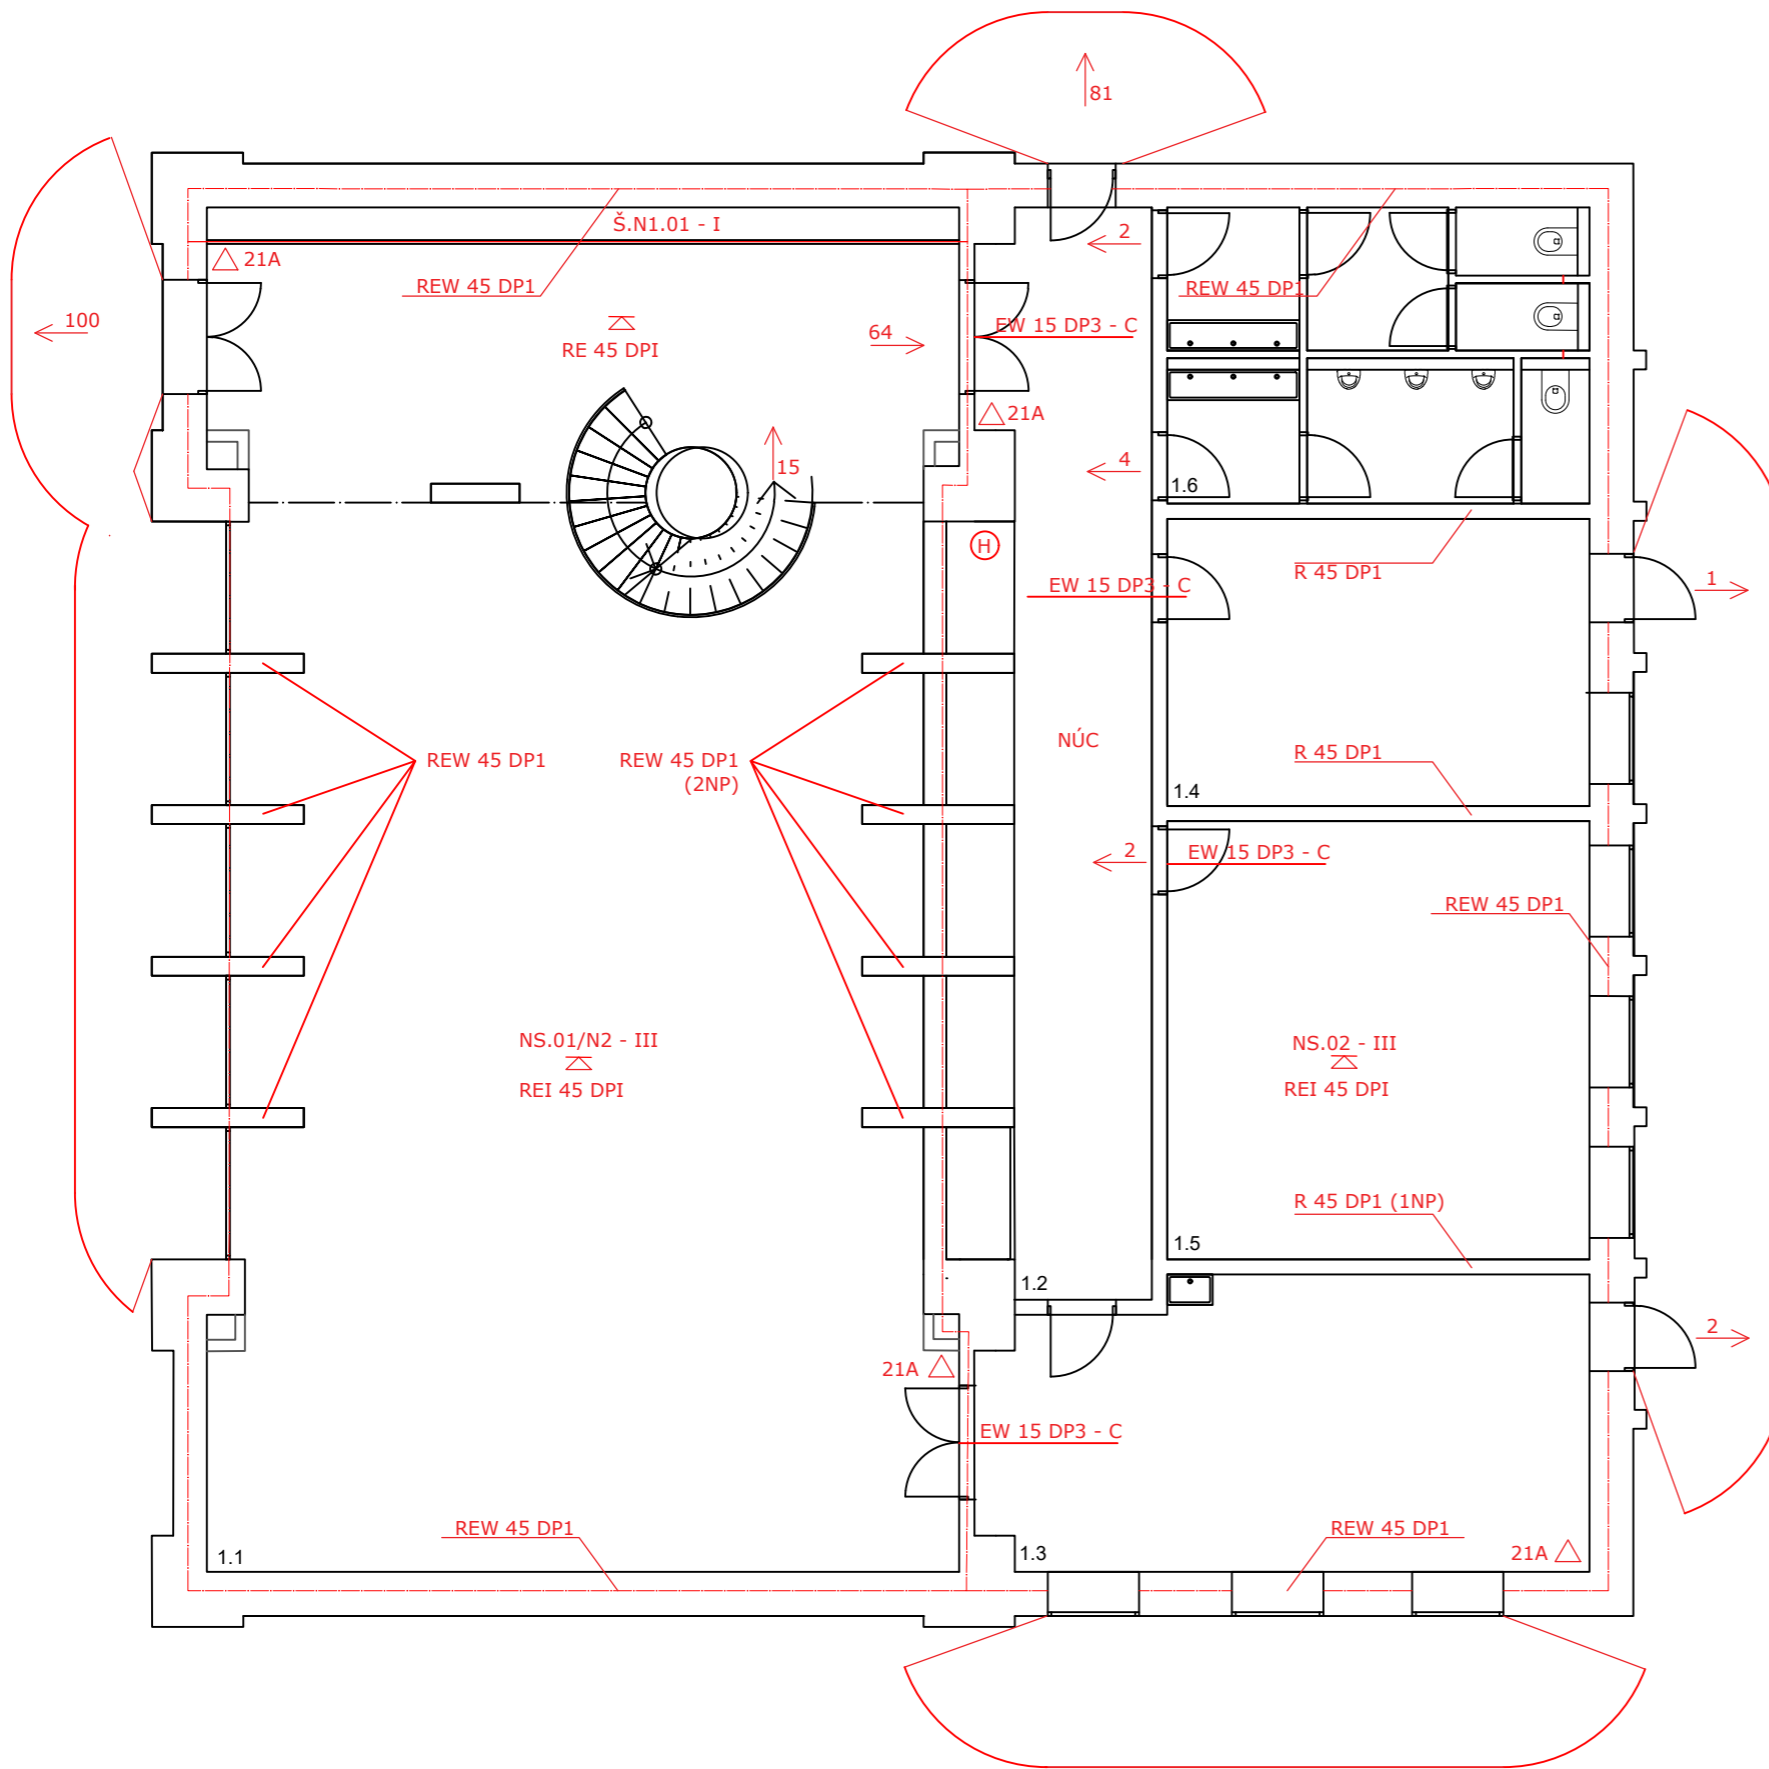 81
Š.N1.01 - I
2
21A
REW 45 DP1
REW 45 DP1
100
64
EW 15 DP3 - C
RE 45 DPI
21A
15
4
1.6
H
R 45 DP1
EW 15 DP3 - C
1
NÚC
REW 45 DP1
REW 45 DP1
(2NP)
R 45 DP1
1.4
2
EW 15 DP3 - C
REW 45 DP1
NS.01/N2 - III
REI 45 DPI
NS.02 - III
REI 45 DPI
R 45 DP1 (1NP)
1.5
1.2
2
21A
EW 15 DP3 - C
REW 45 DP1
REW 45 DP1
1.1
1.3
21A